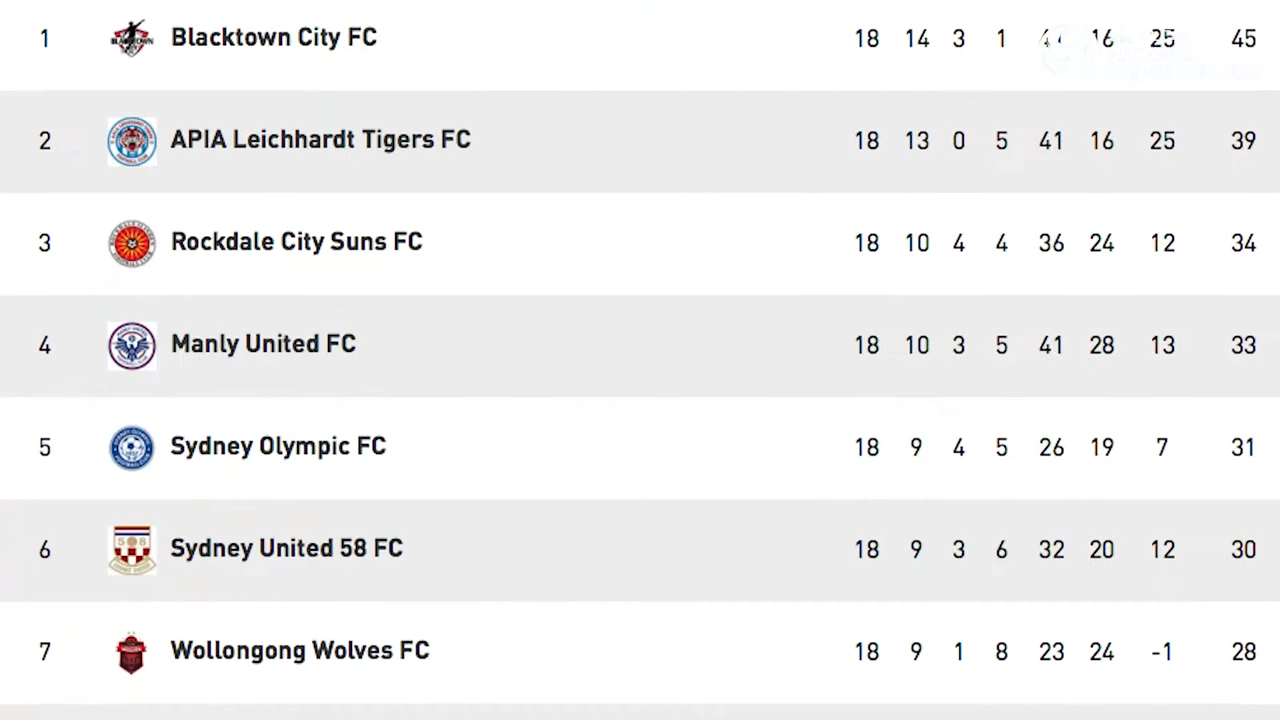 1 Blacktown City FC 18 14 3 1 16 25 45
2 APIA Leichhardt Tigers FC 18 13 0 5 41 16 25 39
3 Rockdale City Suns FC 18 10 4 4 36 24 12 34
4 Manly United FC 18 10 3 5 41 28 13 33
5 Sydney Olympic FC 18 9 4 5 26 19 7 31
6 Sydney United 58 FC 18 9 3 6 32 20 12 30
7 Wollongong Wolves FC 18 9 1 8 23 24 -1 28